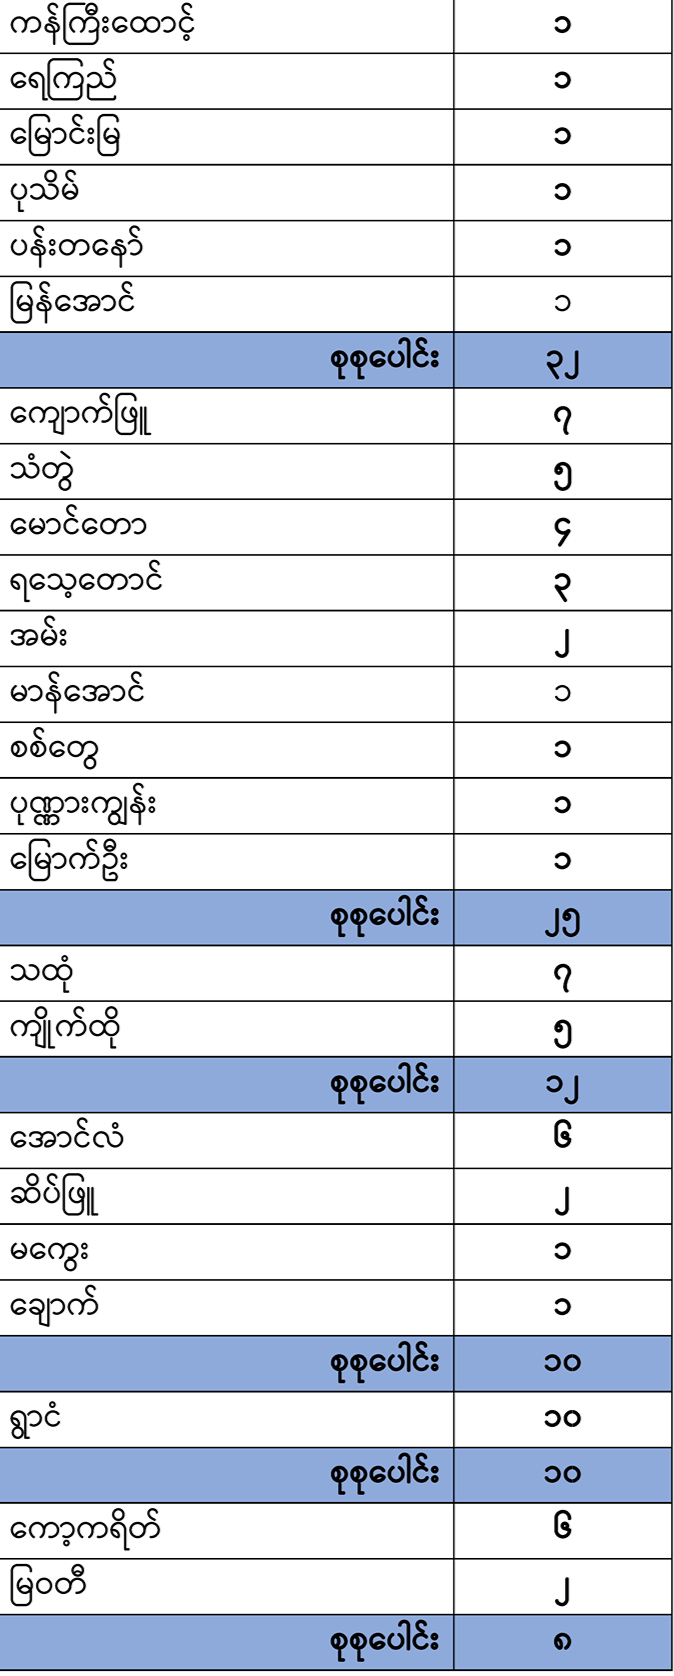 ကန်ကြီးထောင့် ၁
ရေကြည် ၁
မြောင်းမြ ၁
ပုသိမ် ၁
ပန်းတနော် ၁
မြန်အောင် ၁
စုစုပေါင်း ၃၂
ကျောက်ဖြူ ၇
သံတွဲ ၅
မောင်တော ၄
ရသေ့တောင် ၃
အမ်း ၂
မာန်အောင် ၁
စစ်တွေ ၁
ပုဏ္ဏားကျွန်း ၁
မြောက်ဦး ၁
စုစုပေါင်း ၂၅
သထုံ ၇
ကျိုက်ထို ၅
စုစုပေါင်း ၁၂
အောင်လံ ၆
ဆိပ်ဖြူ ၂
မကွေး ၁
ချောက် ၁
စုစုပေါင်း ၁၀
ရွာငံ ၁၀
စုစုပေါင်း ၁၀
ကော့ကရိတ် ၆
မြဝတီ ၂
စုစုပေါင်း ၈